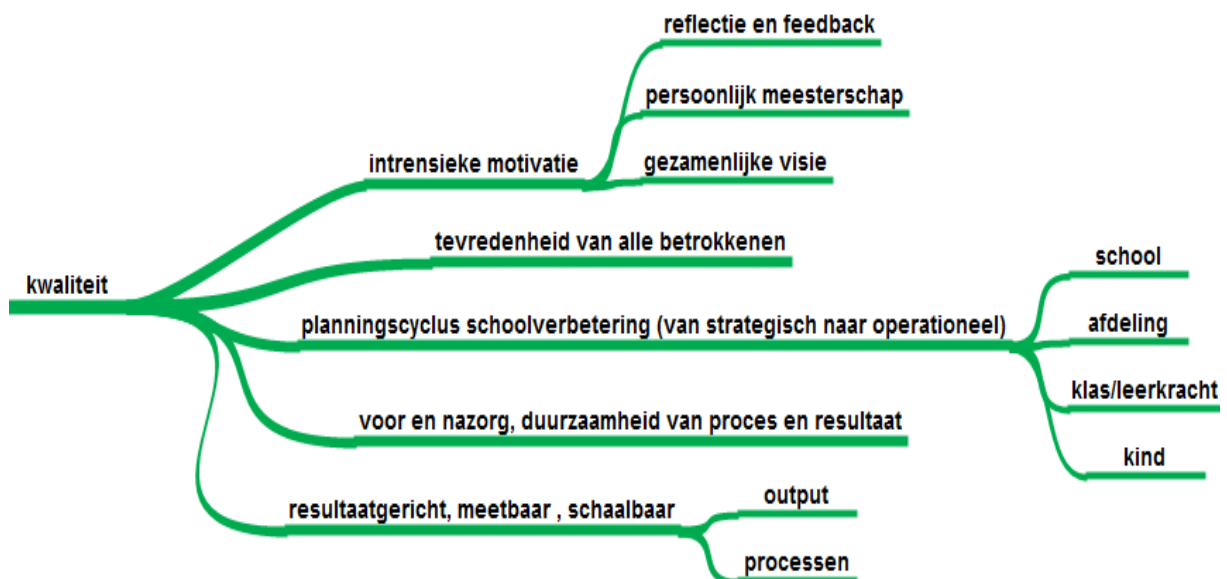 reflectie en feedback
persoonlijk meesterschap
intrensieke motivatie
gezamenlijke visie
tevredenheid van alle betrokkenen
kwaliteit
school
planningscyclus schoolverbetering (van strategisch naar operationeel)
afdeling
klas/leerkracht
voor en nazorg, duurzaamheid van proces en resultaat
kind
resultaatgericht, meetbaar , schaalbaar
output
processen